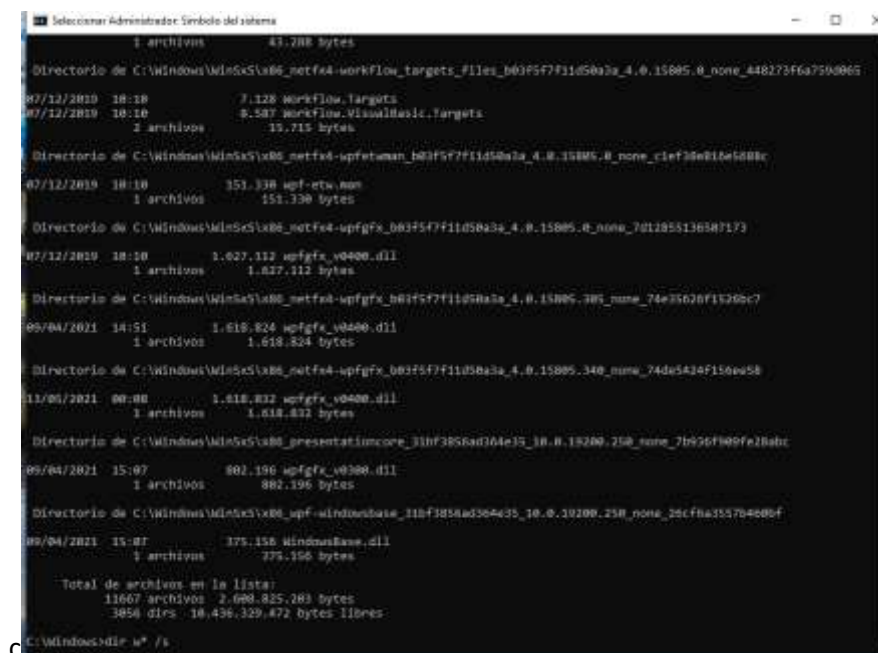 Seleccionar Administrador: Símbolo del sistema
1 archivos 43.288 bytes
Directorio de C:\Windows\WinSxS\x86_netfx4-workflow_targets_files_b03f5f7f11d50a3a_4.0.15805.0_none_448273f6a759d065
07/12/2019 10:10 7.128 Workflow.Targets
07/12/2019 10:10 8.587 Workflow.VisualBasic.Targets
2 archivos 15.715 bytes
Directorio de C:\Windows\WinSxS\x86_netfx4-wpfetwman_b03f5f7f11d50a3a_4.0.15805.0_none_c1ef38e816e5688c
07/12/2019 10:10 151.330 wpf-etw.man
1 archivos 151.330 bytes
Directorio de C:\Windows\WinSxS\x86_netfx4-wpfgfx_b03f5f7f11d50a3a_4.0.15805.0_none_7d12855136507173
07/12/2019 10:10 1.627.112 wpfgfx_v0400.dll
1 archivos 1.627.112 bytes
Directorio de C:\Windows\WinSxS\x86_netfx4-wpfgfx_b03f5f7f11d50a3a_4.0.15805.305_none_74e35626f1526bc7
09/04/2021 14:51 1.618.824 wpfgfx_v0400.dll
1 archivos 1.618.824 bytes
Directorio de C:\Windows\WinSxS\x86_netfx4-wpfgfx_b03f5f7f11d50a3a_4.0.15805.340_none_74de5424f156ee58
13/05/2021 00:08 1.618.832 wpfgfx_v0400.dll
1 archivos 1.618.832 bytes
Directorio de C:\Windows\WinSxS\x86_presentationcore_31bf3856ad364e35_10.0.19200.250_none_7b936f909fe28abc
09/04/2021 15:07 802.196 wpfgfx_v0300.dll
1 archivos 802.196 bytes
Directorio de C:\Windows\WinSxS\x86_wpf-windowsbase_31bf3856ad364e35_10.0.19200.250_none_26cf6a3557b460bf
09/04/2021 15:07 375.156 WindowsBase.dll
1 archivos 375.156 bytes
Total de archivos en la lista:
11667 archivos 2.608.825.203 bytes
3056 dirs 10.436.329.472 bytes libres
c C:\Windows>dir w* /s